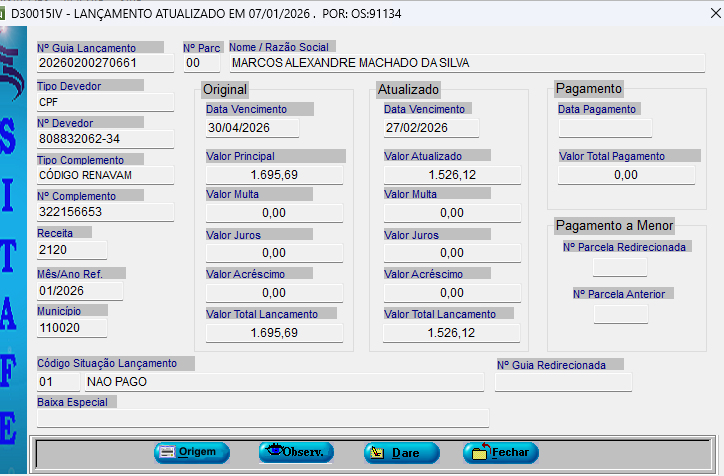 D30015IV - LANÇAMENTO ATUALIZADO EM 07/01/2026 . POR: OS:91134
SITAFE
Nº Guia Lançamento
20260200270661
Nº Parc
00
Nome / Razão Social
MARCOS ALEXANDRE MACHADO DA SILVA
Tipo Devedor
CPF
Nº Devedor
808832062-34
Tipo Complemento
CÓDIGO RENAVAM
Nº Complemento
322156653
Receita
2120
Mês/Ano Ref.
01/2026
Município
110020
Original
Data Vencimento
30/04/2026
Valor Principal
1.695,69
Valor Multa
0,00
Valor Juros
0,00
Valor Acréscimo
0,00
Valor Total Lancamento
1.695,69
Atualizado
Data Vencimento
27/02/2026
Valor Atualizado
1.526,12
Valor Multa
0,00
Valor Juros
0,00
Valor Acréscimo
0,00
Valor Total Lancamento
1.526,12
Pagamento
Data Pagamento
Valor Total Pagamento
0,00
Pagamento a Menor
Nº Parcela Redirecionada
Nº Parcela Anterior
Código Situação Lançamento
01 NAO PAGO
Nº Guia Redirecionada
Baixa Especial
Origem
Observ.
Dare
Fechar